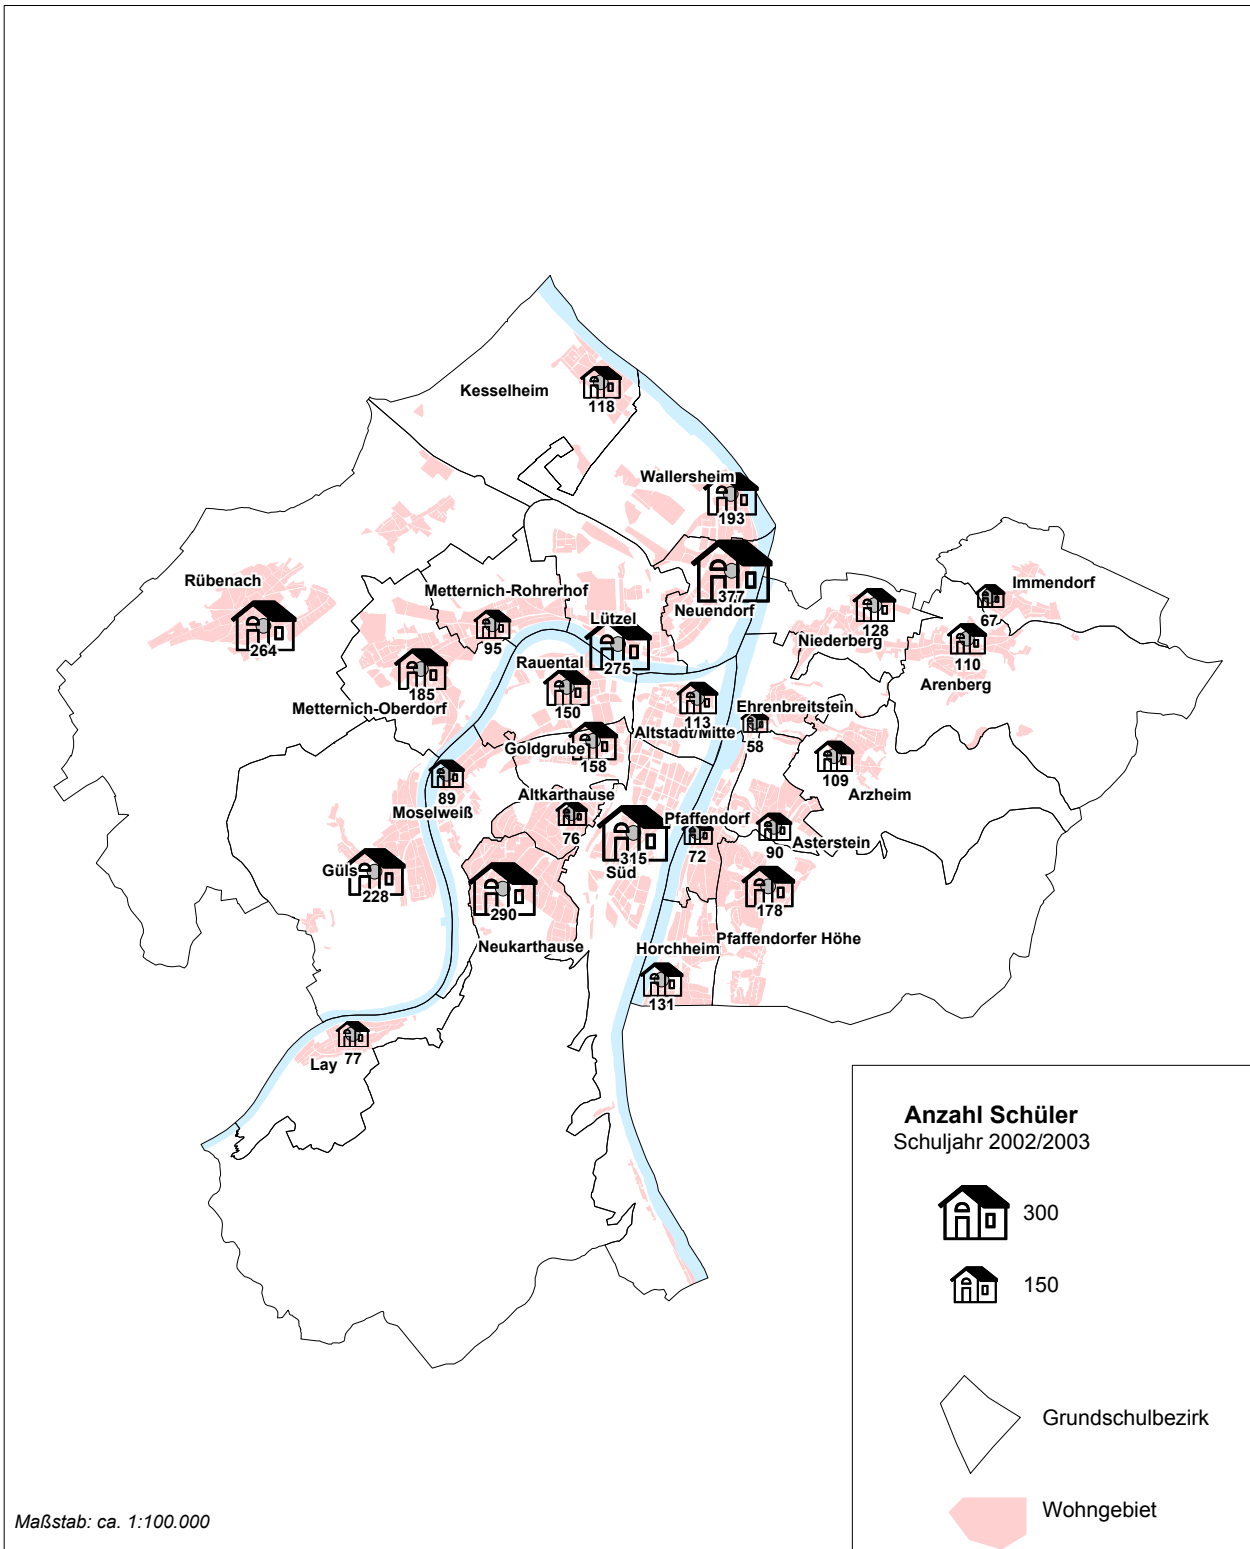 Kesselheim
118
Wallersheim
193
Rübenach
264
Metternich-Rohrerhof
95
Lützel
275
377
Neuendorf
Immendorf
67
128
Niederberg
110
Arenberg
185
Metternich-Oberdorf
Rauental
150
113
Altstadt/Mitte
Ehrenbreitstein
58
Goldgrube
158
109
Arzheim
89
Moselweiß
Altkarthause
76
315
Süd
Pfaffendorf
72
90
Asterstein
Güls
228
290
Neukarthause
178
Pfaffendorfer Höhe
Horchheim
131
Lay
77
Anzahl Schüler
Schuljahr 2002/2003
300
150
Grundschulbezirk
Wohngebiet
Maßstab: ca. 1:100.000